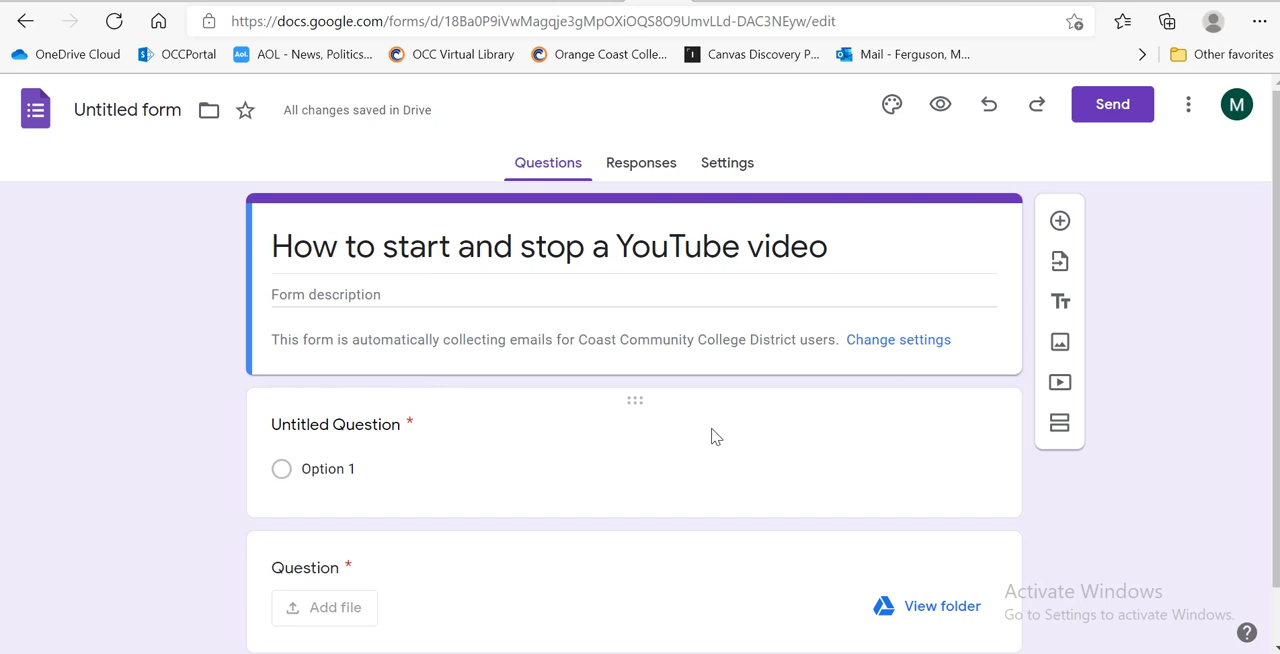 https://docs.google.com/forms/d/18Ba0P9iVwMagqje3gMpOXiOQS8O9UmvLLd-DAC3NEyw/edit
OneDrive Cloud OCCPortal Aol. AOL - News, Politics... OCC Virtual Library Orange Coast Colle... Canvas Discovery P... Mail - Ferguson, M... Other favorites
Untitled form All changes saved in Drive Send M
Questions Responses Settings
How to start and stop a YouTube video
Form description
This form is automatically collecting emails for Coast Community College District users. Change settings
Untitled Question *
Option 1
Question *
Add file View folder
Activate Windows
Go to Settings to activate Windows.